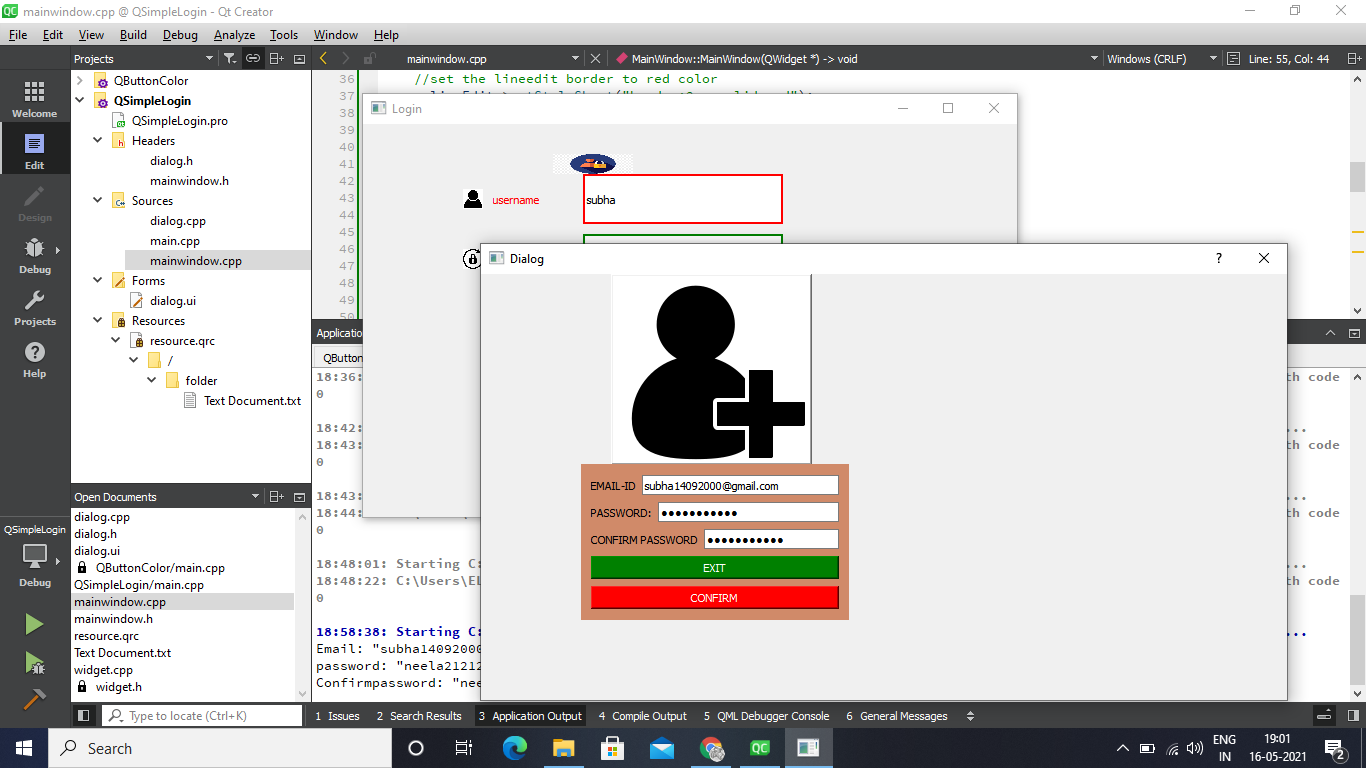 QC mainwindow.cpp @ QSimpleLogin - Qt Creator
File Edit View Build Debug Analyze Tools Window Help
Projects
mainwindow.cpp
MainWindow::MainWindow(QWidget *) -> void
Windows (CRLF)
Line: 55, Col: 44
Welcome
Edit
Design
Debug
Projects
Help
QSimpleLogin
Debug
QButtonColor
QSimpleLogin
QSimpleLogin.pro
Headers
dialog.h
mainwindow.h
Sources
dialog.cpp
main.cpp
mainwindow.cpp
Forms
dialog.ui
Resources
resource.qrc
/
folder
Text Document.txt
Open Documents
dialog.cpp
dialog.h
dialog.ui
QButtonColor/main.cpp
QSimpleLogin/main.cpp
mainwindow.cpp
mainwindow.h
resource.qrc
Text Document.txt
widget.cpp
widget.h
36 //set the lineedit border to red color
37
38
39
40
41
42
43
44
45
46
47
48
49
50
Login
username
subha
Dialog
?
EMAIL-ID subha14092000@gmail.com
PASSWORD: ●●●●●●●●●●●
CONFIRM PASSWORD ●●●●●●●●●●●
EXIT
CONFIRM
Applicatio
QButton
18:36: th code
0
18:42: ...
18:43: th code
0
18:43: ...
18:44: th code
0
18:48:01: Starting C: ...
18:48:22: C:\Users\EL th code
0
18:58:38: Starting C: ...
Email: "subha14092000
password: "neela21212
Confirmpassword: "nee
Type to locate (Ctrl+K)
1 Issues 2 Search Results 3 Application Output 4 Compile Output 5 QML Debugger Console 6 General Messages
Search
QC
ENG
IN
19:01
16-05-2021
2